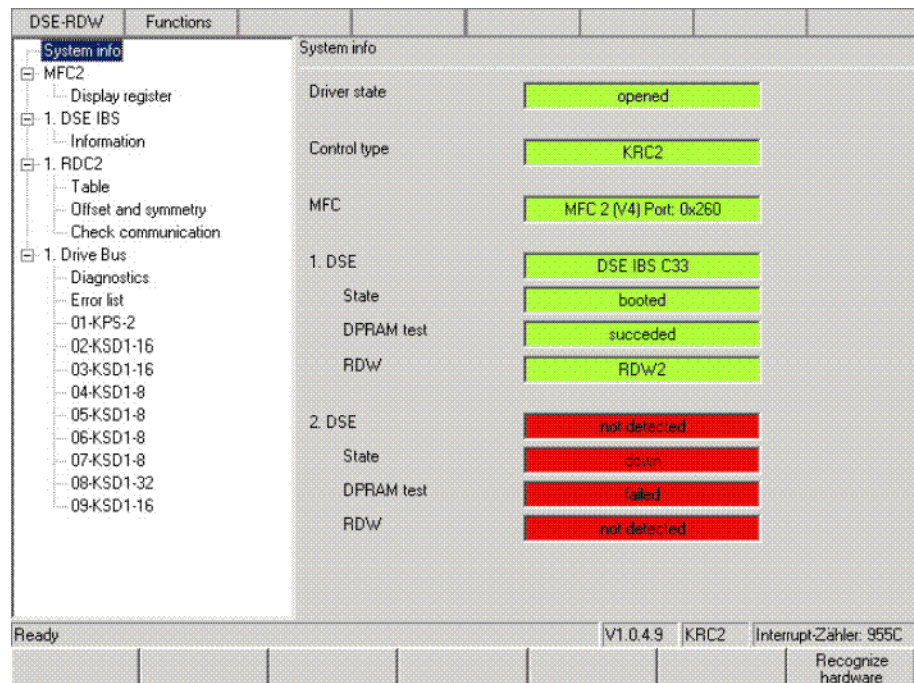 DSE-RDW Functions
System info
MFC2
Display register
1. DSE IBS
Information
1. RDC2
Table
Offset and symmetry
Check communication
1. Drive Bus
Diagnostics
Error list
01-KPS-2
02-KSD1-16
03-KSD1-16
04-KSD1-8
05-KSD1-8
06-KSD1-8
07-KSD1-8
08-KSD1-32
09-KSD1-16
System info
Driver state opened
Control type KRC2
MFC MFC 2 (V4) Port: 0x260
1. DSE DSE IBS C33
State booted
DPRAM test succeded
RDW RDW2
2. DSE not detected
State down
DPRAM test failed
RDW not detected
Ready V1.0.4.9 KRC2 Interrupt-Zähler: 955C
Recognize
hardware